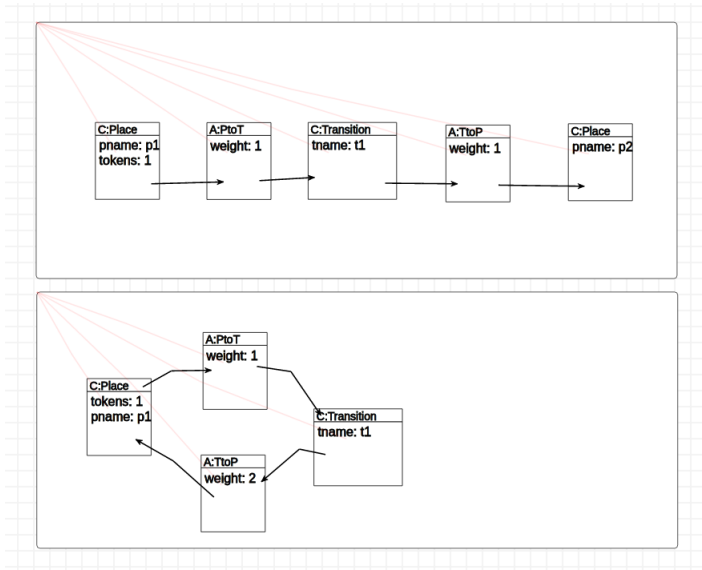 C:Place
pname: p1
tokens: 1
A:PtoT
weight: 1
C:Transition
tname: t1
A:TtoP
weight: 1
C:Place
pname: p2
A:PtoT
weight: 1
C:Place
tokens: 1
pname: p1
C:Transition
tname: t1
A:TtoP
weight: 2